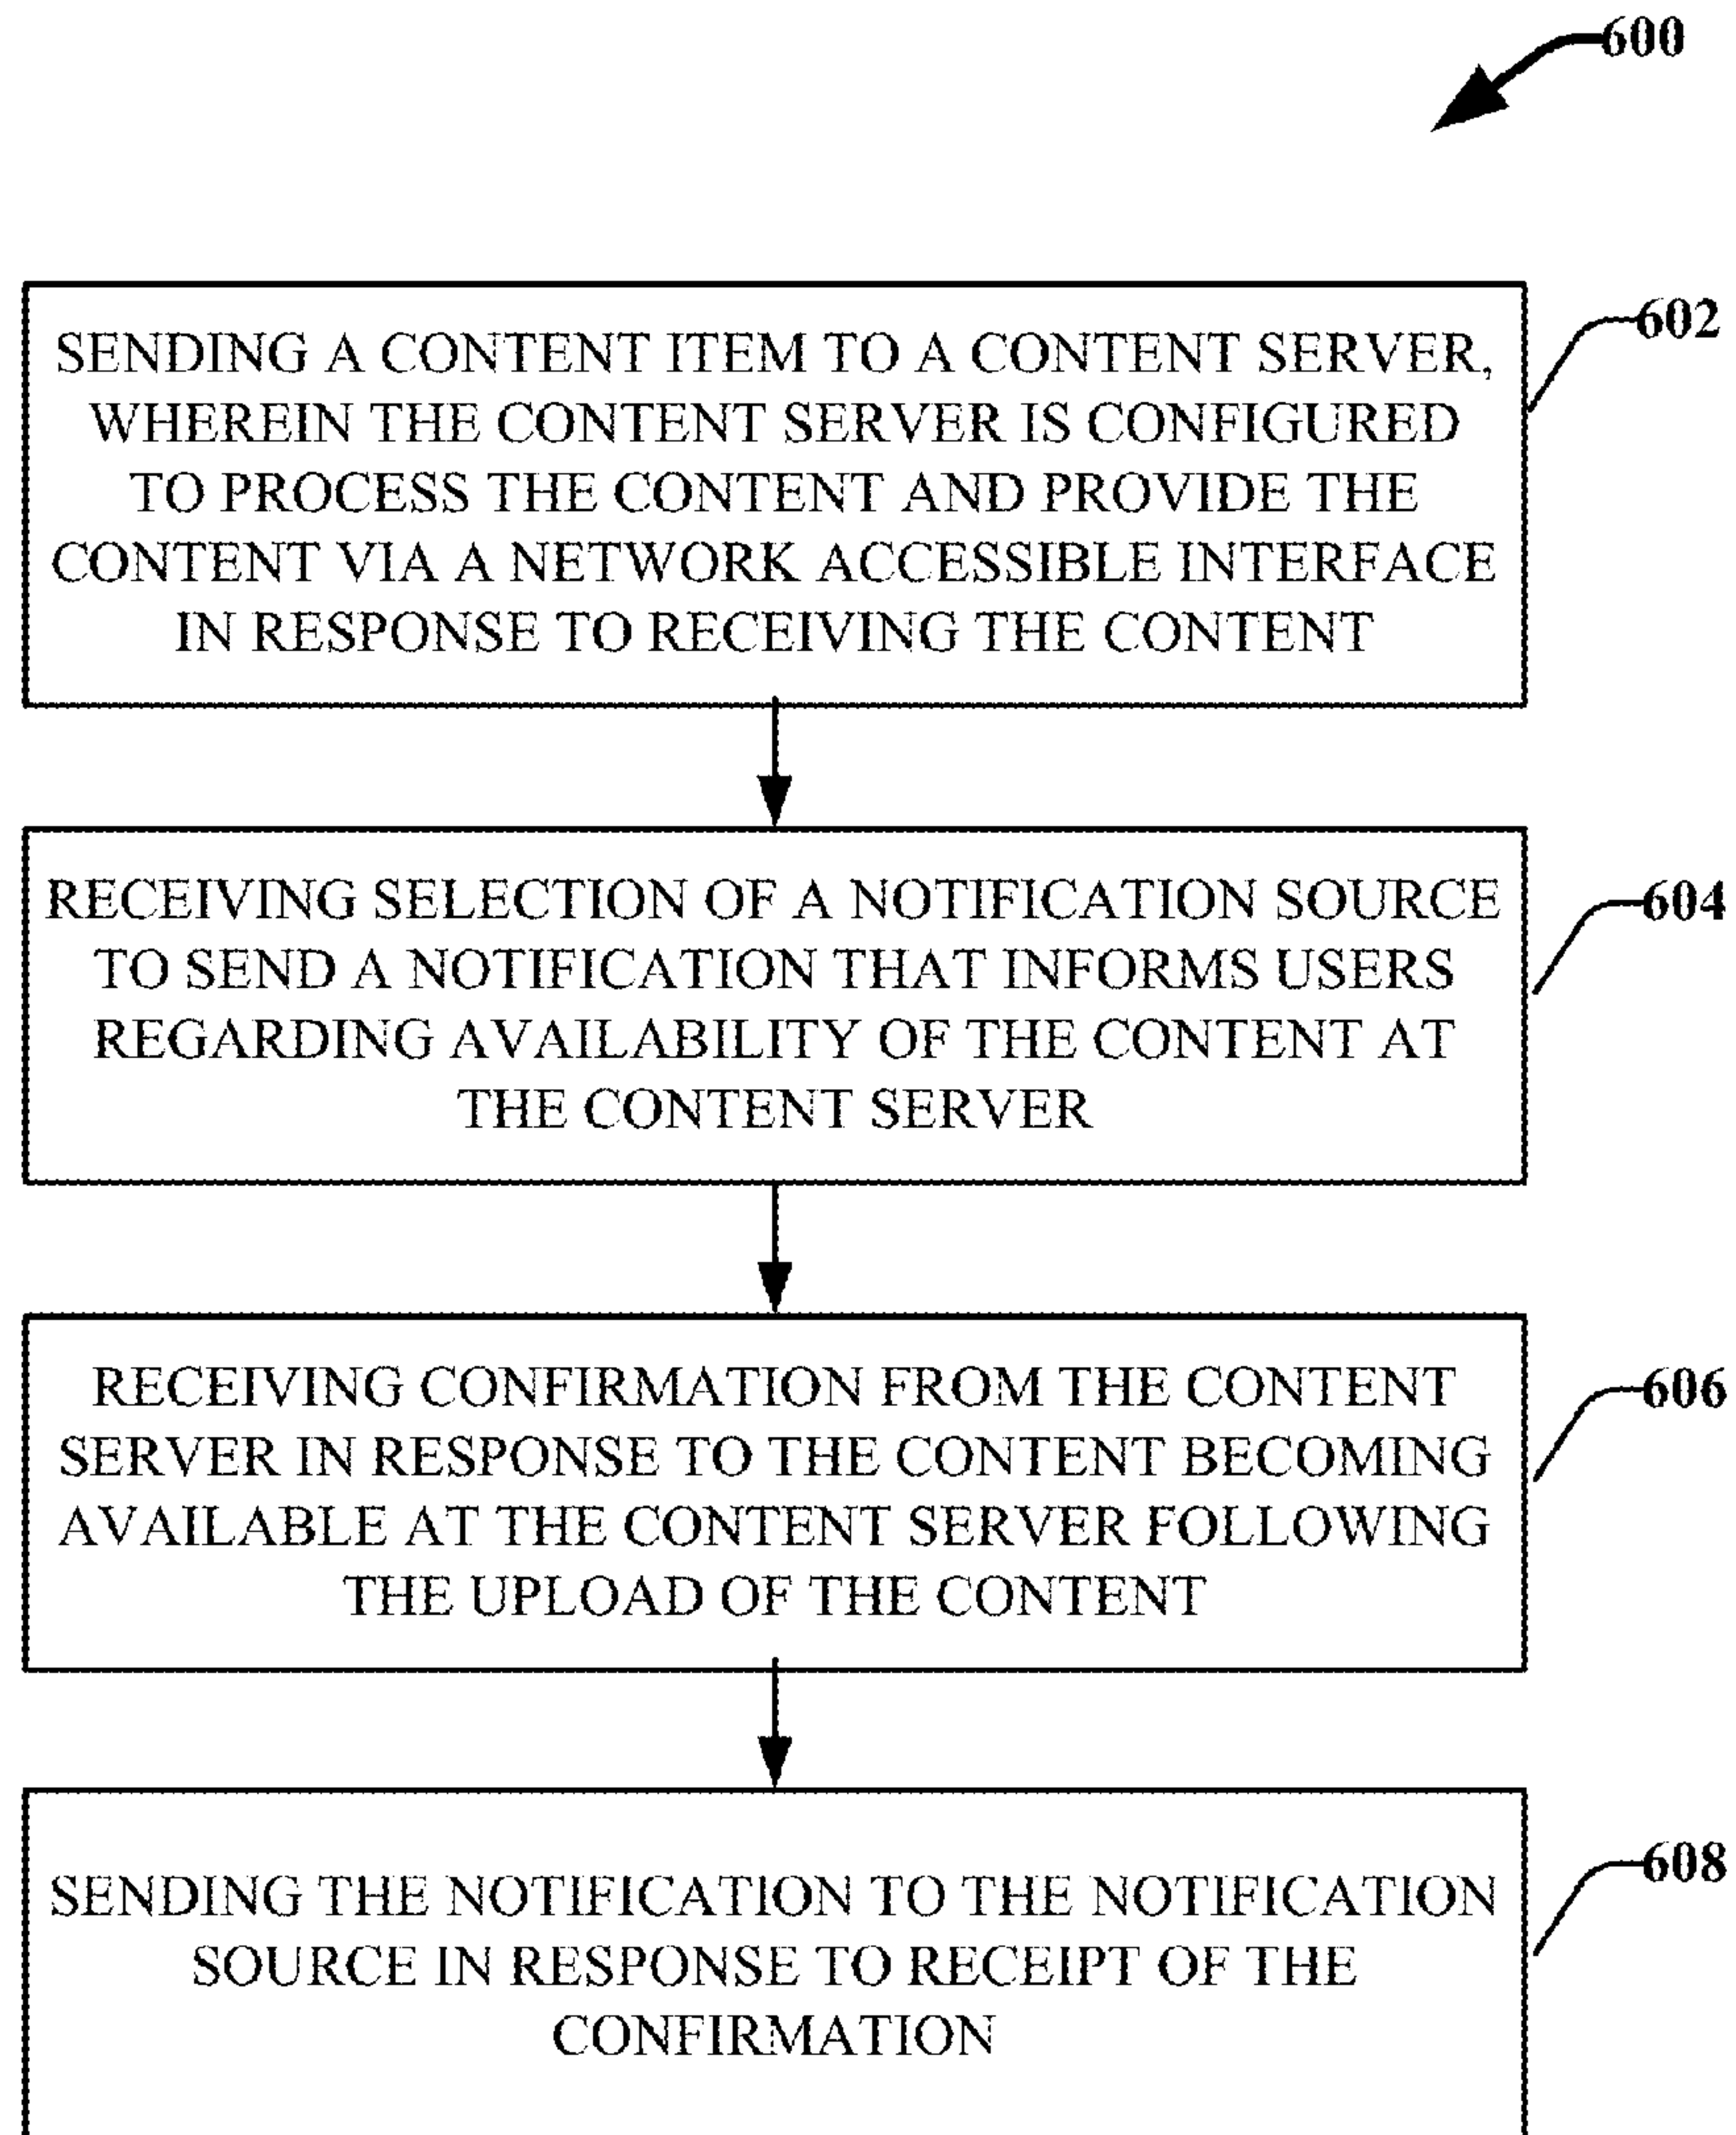 600
SENDING A CONTENT ITEM TO A CONTENT SERVER,
WHEREIN THE CONTENT SERVER IS CONFIGURED
TO PROCESS THE CONTENT AND PROVIDE THE
CONTENT VIA A NETWORK ACCESSIBLE INTERFACE
IN RESPONSE TO RECEIVING THE CONTENT
602
RECEIVING SELECTION OF A NOTIFICATION SOURCE
TO SEND A NOTIFICATION THAT INFORMS USERS
REGARDING AVAILABILITY OF THE CONTENT AT
THE CONTENT SERVER
604
RECEIVING CONFIRMATION FROM THE CONTENT
SERVER IN RESPONSE TO THE CONTENT BECOMING
AVAILABLE AT THE CONTENT SERVER FOLLOWING
THE UPLOAD OF THE CONTENT
606
SENDING THE NOTIFICATION TO THE NOTIFICATION
SOURCE IN RESPONSE TO RECEIPT OF THE
CONFIRMATION
608